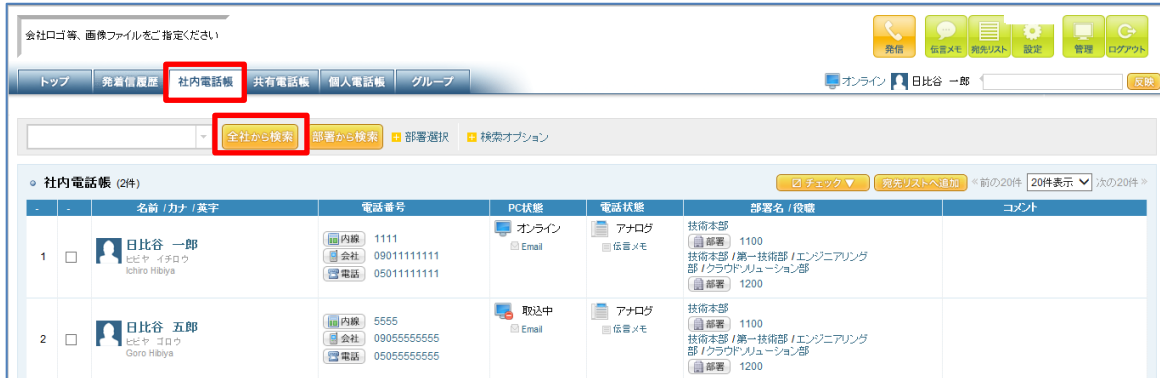 会社ロゴ等、画像ファイルをご指定ください
発信 伝言メモ 宛先リスト 設定 管理 ログアウト
トップ 発着信履歴 社内電話帳 共有電話帳 個人電話帳 グループ オンライン 日比谷 一郎 反映
全社から検索 部署から検索 部署選択 検索オプション
社内電話帳 (2件) チェック▼ 宛先リストへ追加 «前の20件 20件表示 次の20件»
- - 名前 / カナ / 英字 電話番号 PC状態 電話状態 部署名 / 役職 コメント
1 日比谷 一郎 ヒビヤ イチロウ Ichiro Hibiya
内線 1111
会社 09011111111
電話 05011111111
オンライン
Email
アナログ
伝言メモ
技術本部
部署 1100
技術本部 / 第一技術部 / エンジニアリング
部 / クラウドソリューション部
部署 1200
2 日比谷 五郎 ヒビヤ ゴロウ Goro Hibiya
内線 5555
会社 09055555555
電話 05055555555
取込中
Email
アナログ
伝言メモ
技術本部
部署 1100
技術本部 / 第一技術部 / エンジニアリング
部 / クラウドソリューション部
部署 1200